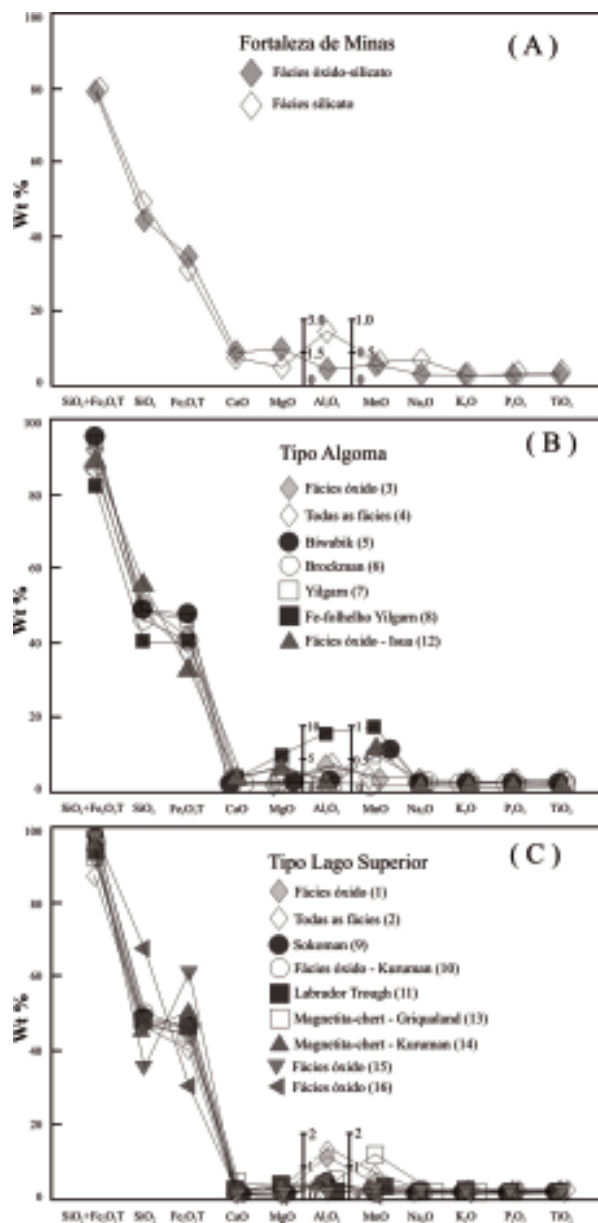 Fortaleza de Minas
( A )
Fácies óxido-silicato
Fácies silicato
Wt %
80
60
40
20
0
3.0
1.5
0
1.0
0.5
0
SiO₂+Fe₂O₃T SiO₂ Fe₂O₃T CaO MgO Al₂O₃ MnO Na₂O K₂O P₂O₅ TiO₂
( B )
Tipo Algoma
Fácies óxido (3)
Todas as fácies (4)
Biwabik (5)
Brockman (6)
Yilgarn (7)
Fe-folhelho Yilgarn (8)
Fácies óxido - Isua (12)
Wt %
100
80
60
40
20
0
10
5
1
0.5
SiO₂+Fe₂O₃T SiO₂ Fe₂O₃T CaO MgO Al₂O₃ MnO Na₂O K₂O P₂O₅ TiO₂
( C )
Tipo Lago Superior
Fácies óxido (1)
Todas as fácies (2)
Sokoman (9)
Fácies óxido - Kuruman (10)
Labrador Trough (11)
Magnetita-chert - Griqualand (13)
Magnetita-chert - Kuruman (14)
Fácies óxido (15)
Fácies óxido (16)
Wt %
100
80
60
40
20
0
2
1
2
1
SiO₂+Fe₂O₃T SiO₂ Fe₂O₃T CaO MgO Al₂O₃ MnO Na₂O K₂O P₂O₅ TiO₂